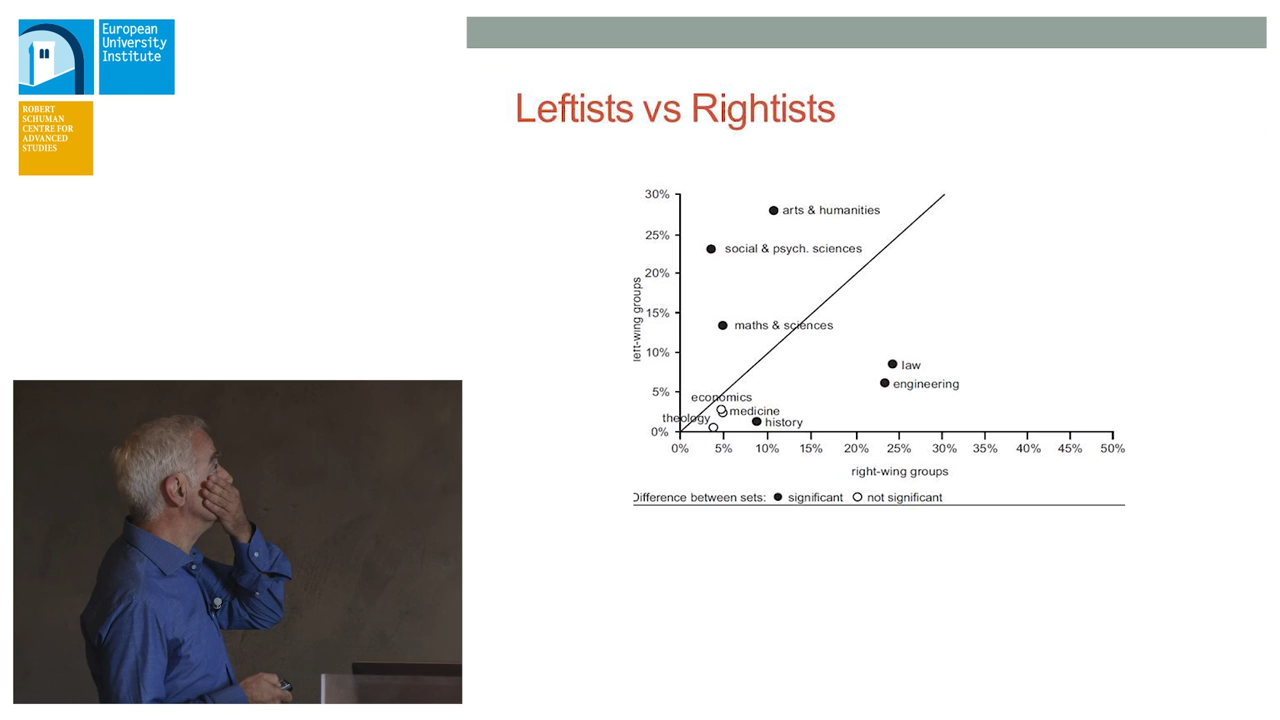 European
University
Institute
ROBERT
SCHUMAN
CENTRE FOR
ADVANCED
STUDIES
Leftists vs Rightists
30%
arts & humanities
25%
social & psych. sciences
20%
left-wing groups
15%
maths & sciences
10%
law
engineering
5%
economics
medicine
theology
history
0%
0% 5% 10% 15% 20% 25% 30% 35% 40% 45% 50%
right-wing groups
Difference between sets: significant not significant